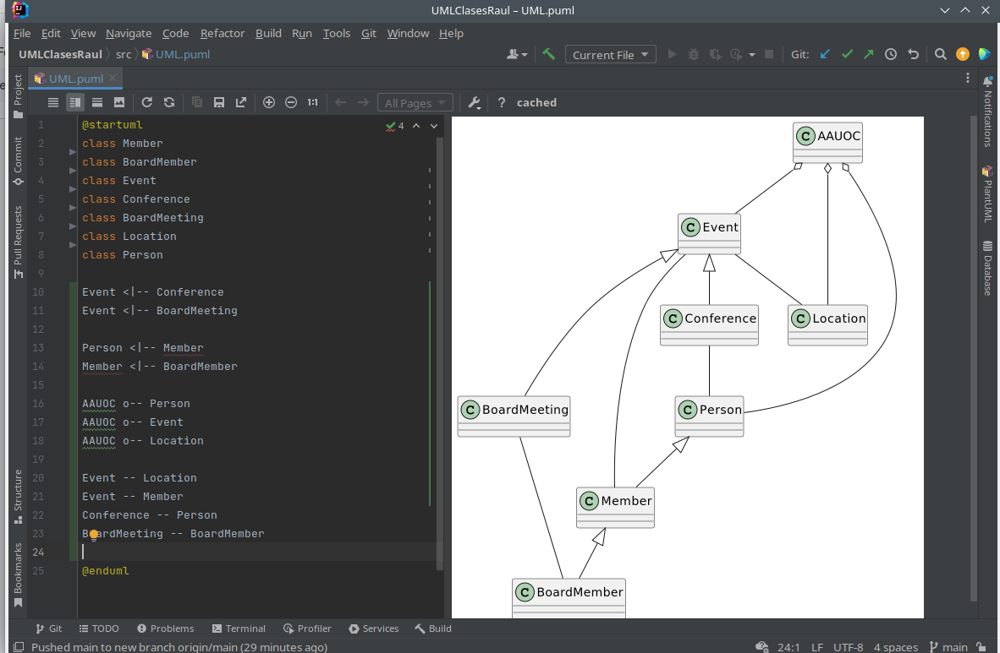 UMLClasesRaul – UML.puml
File Edit View Navigate Code Refactor Build Run Tools Git Window Help
UMLClasesRaul src UML.puml Current File Git:
UML.puml
1:1 All Pages ? cached
1 @startuml 4
2 class Member
3 class BoardMember
4 class Event
5 class Conference
6 class BoardMeeting
7 class Location
8 class Person
9
10 Event <|-- Conference
11 Event <|-- BoardMeeting
12
13 Person <|-- Member
14 Member <|-- BoardMember
15
16 AAUOC o-- Person
17 AAUOC o-- Event
18 AAUOC o-- Location
19
20 Event -- Location
21 Event -- Member
22 Conference -- Person
23 BoardMeeting -- BoardMember
24
25 @enduml
C AAUOC
C Event
C Conference
C Location
C BoardMeeting
C Person
C Member
C BoardMember
Project
Commit
Pull Requests
Structure
Bookmarks
Notifications
PlantUML
Database
Git TODO Problems Terminal Profiler Services Build
Pushed main to new branch origin/main (29 minutes ago) 24:1 LF UTF-8 4 spaces main